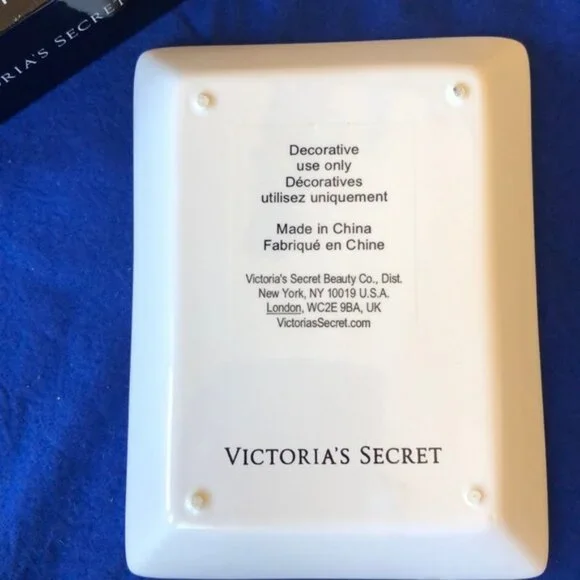 RIA'S SECRET
Decorative
use only
Décoratives
utilisez uniquement
Made in China
Fabriqué en Chine
Victoria's Secret Beauty Co., Dist.
New York, NY 10019 U.S.A.
London, WC2E 9BA, UK
VictoriasSecret.com
VICTORIA'S SECRET